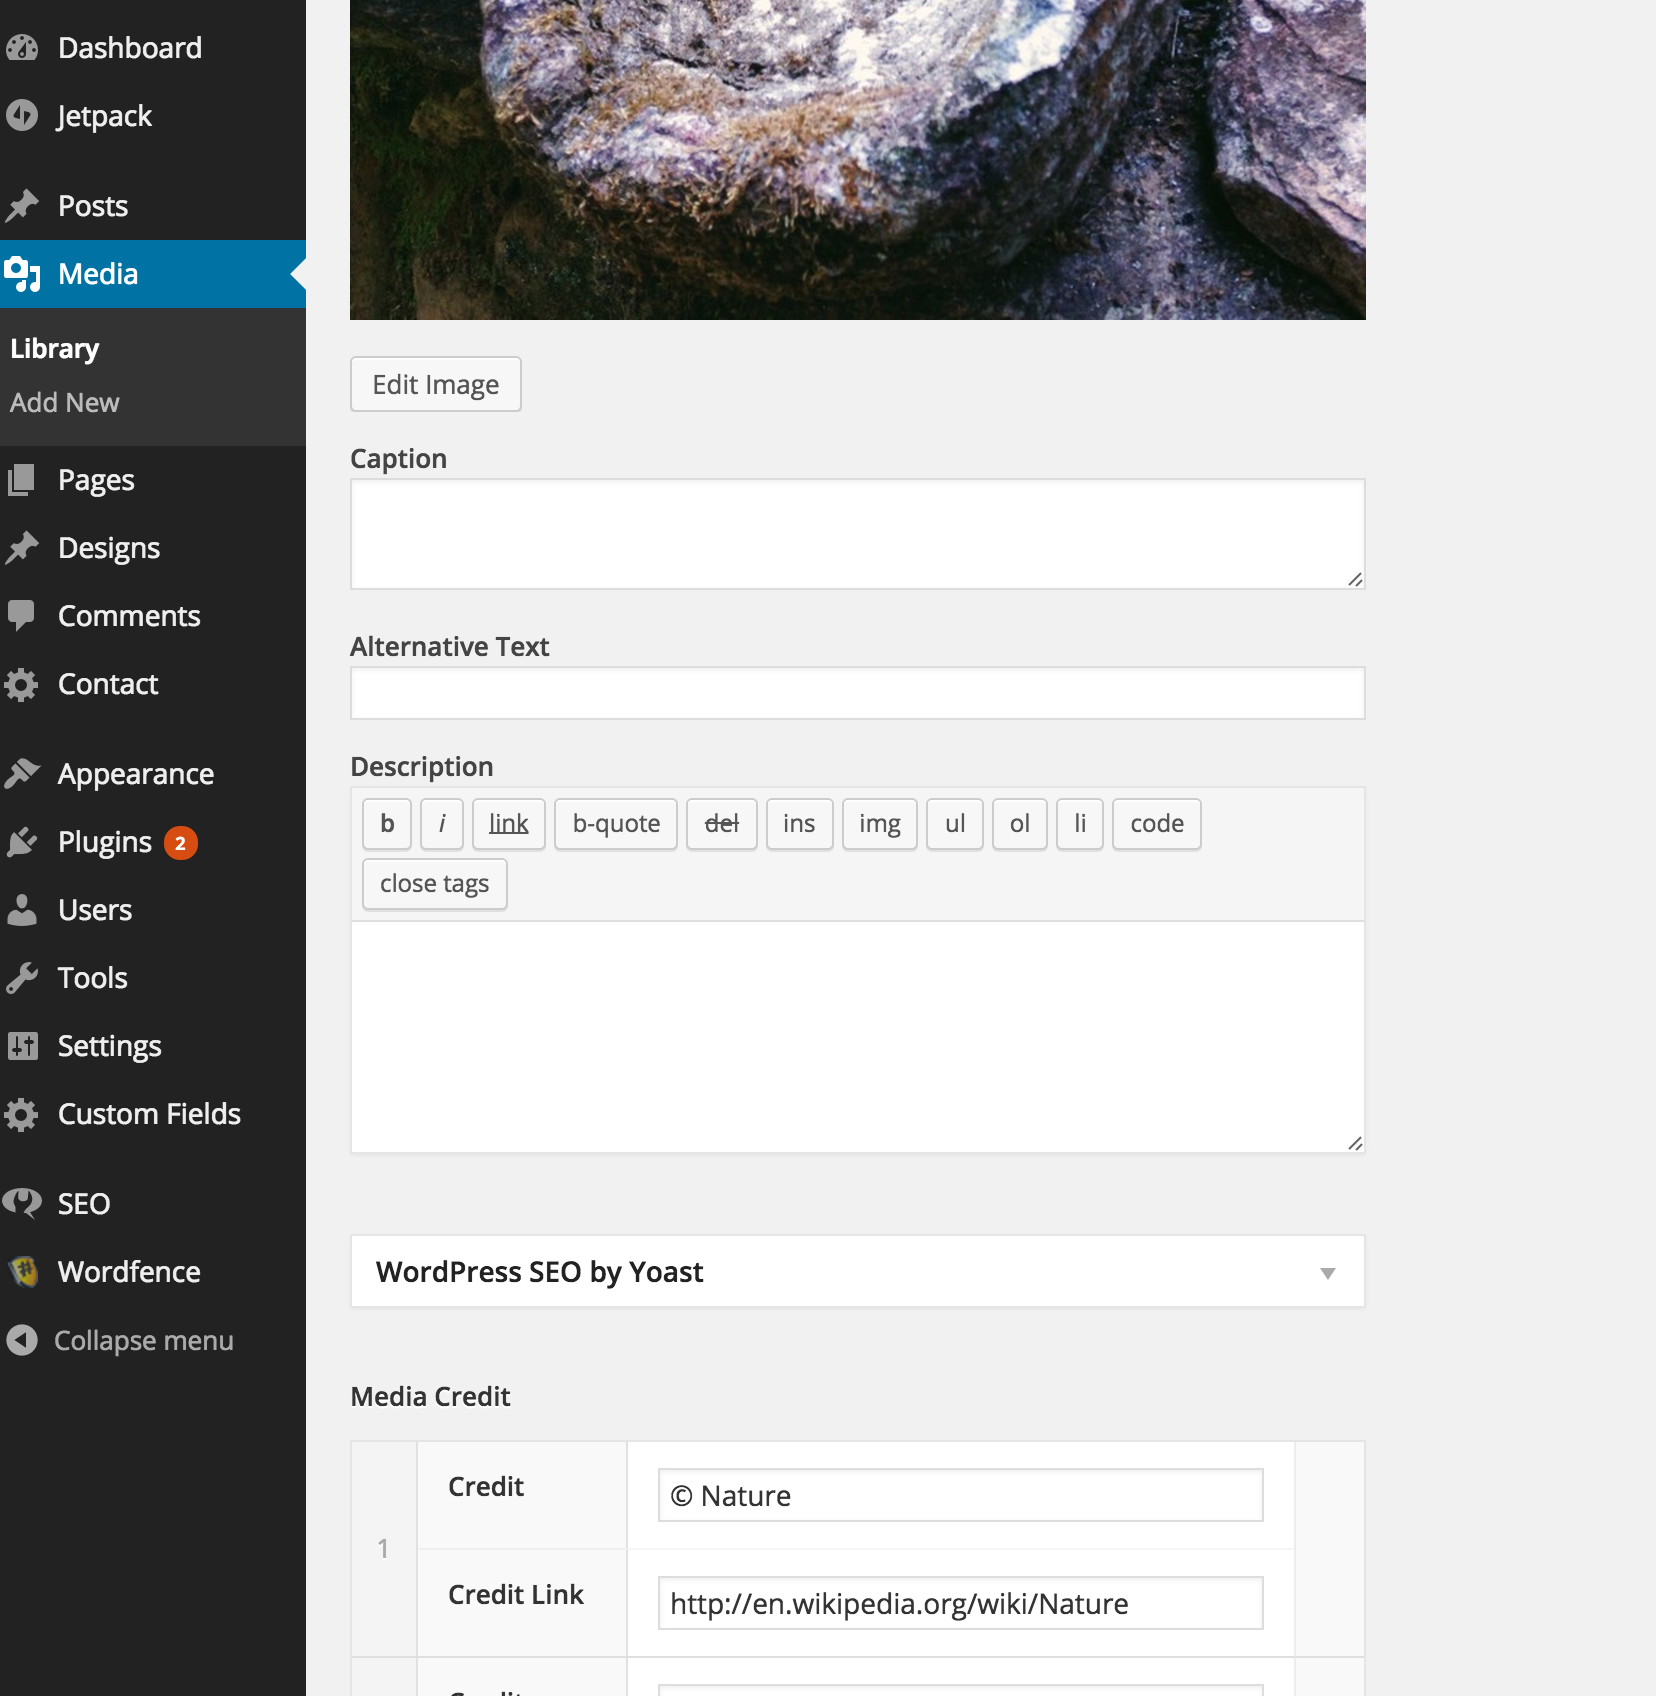 Dashboard
Jetpack
Posts
Media
Library
Add New
Pages
Designs
Comments
Contact
Appearance
Plugins 2
Users
Tools
Settings
Custom Fields
SEO
Wordfence
Collapse menu
Edit Image
Caption
Alternative Text
Description
b i link b-quote del ins img ul ol li code
close tags
WordPress SEO by Yoast
Media Credit
1
Credit © Nature
Credit Link http://en.wikipedia.org/wiki/Nature